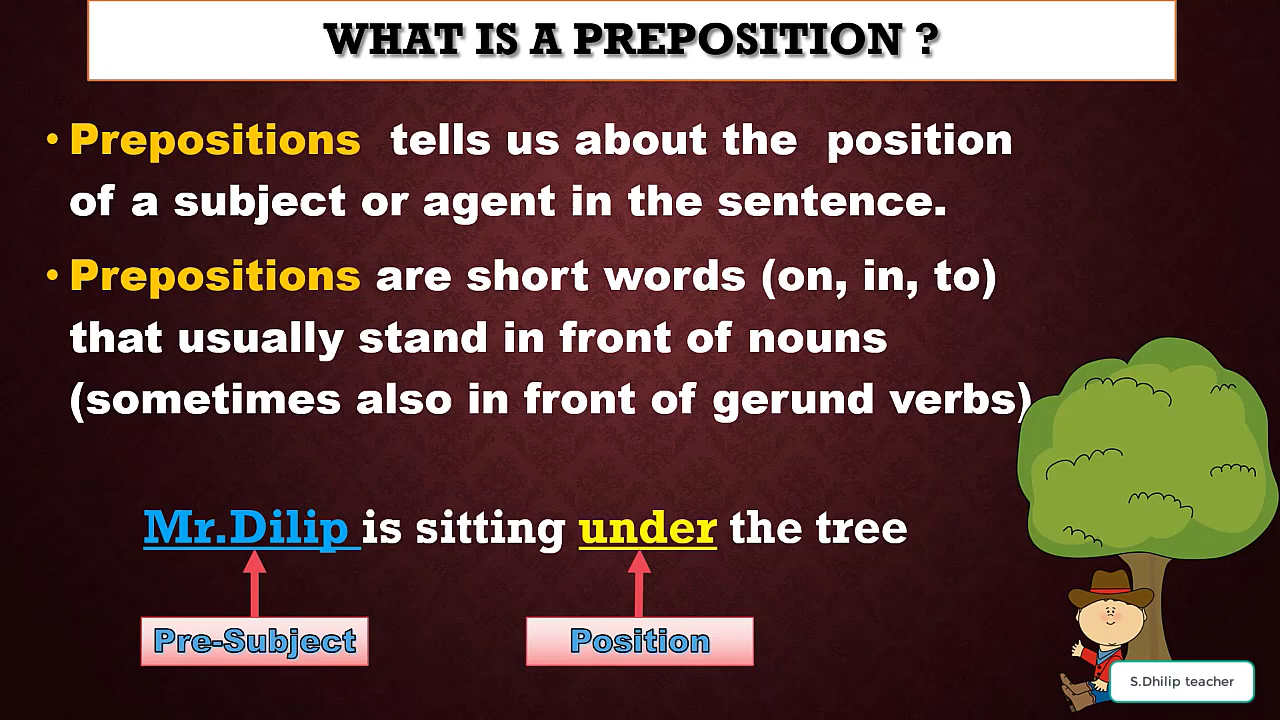 WHAT IS A PREPOSITION ?
• Prepositions tells us about the position
of a subject or agent in the sentence.
• Prepositions are short words (on, in, to)
that usually stand in front of nouns
(sometimes also in front of gerund verbs)
Mr.Dilip is sitting under the tree
Pre-Subject
Position
S.Dhilip teacher